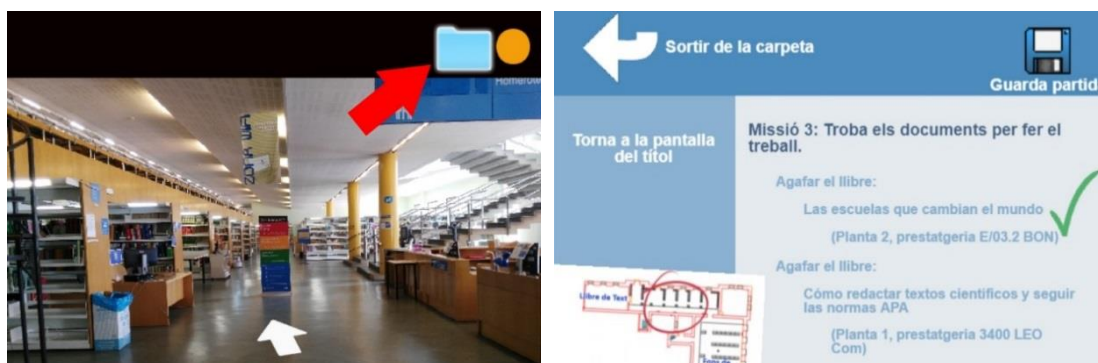 Sortir de la carpeta
Guarda partid
Torna a la pantalla
del títol
Missió 3: Troba els documents per fer el
treball.
Agafar el llibre:
Las escuelas que cambian el mundo
(Planta 2, prestatgeria E/03.2 BON)
Agafar el llibre:
Cómo redactar textos científicos y seguir
las normas APA
(Planta 1, prestatgeria 3400 LEO
Com)
Llibre de Text